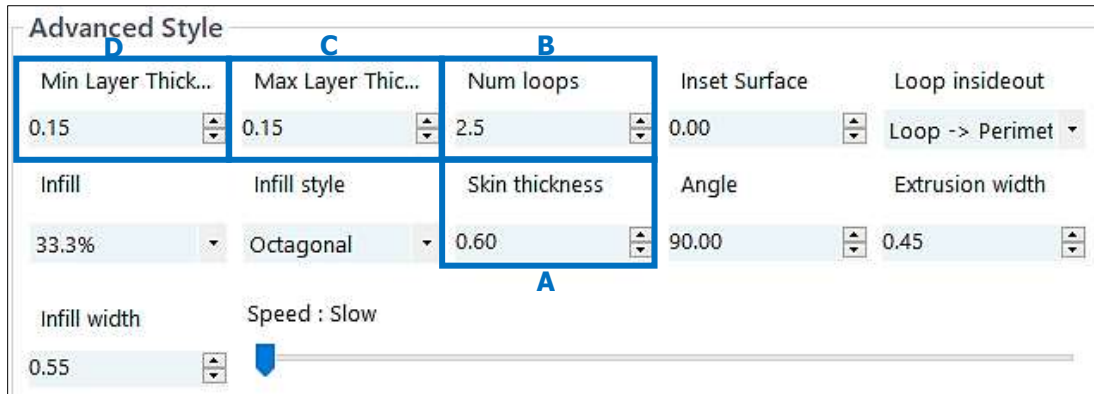 Advanced Style
D C B
Min Layer Thick... Max Layer Thic... Num loops Inset Surface Loop insideout
0.15 0.15 2.5 0.00 Loop -> Perimet
Infill Infill style Skin thickness Angle Extrusion width
33.3% Octagonal 0.60 90.00 0.45
A
Infill width Speed : Slow
0.55